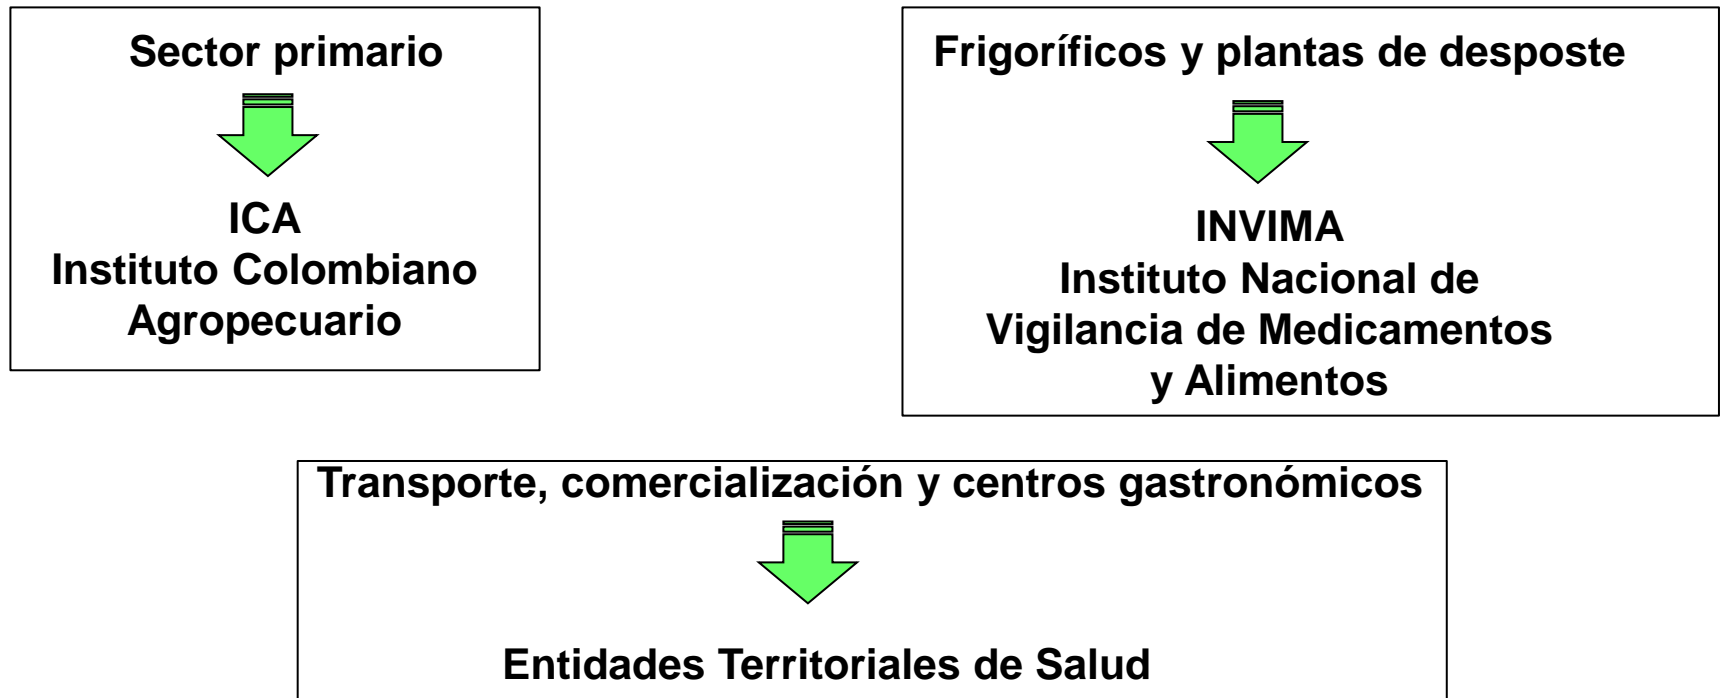 Sector primario
ICA
Instituto Colombiano
Agropecuario
Frigoríficos y plantas de desposte
INVIMA
Instituto Nacional de
Vigilancia de Medicamentos
y Alimentos
Transporte, comercialización y centros gastronómicos
Entidades Territoriales de Salud